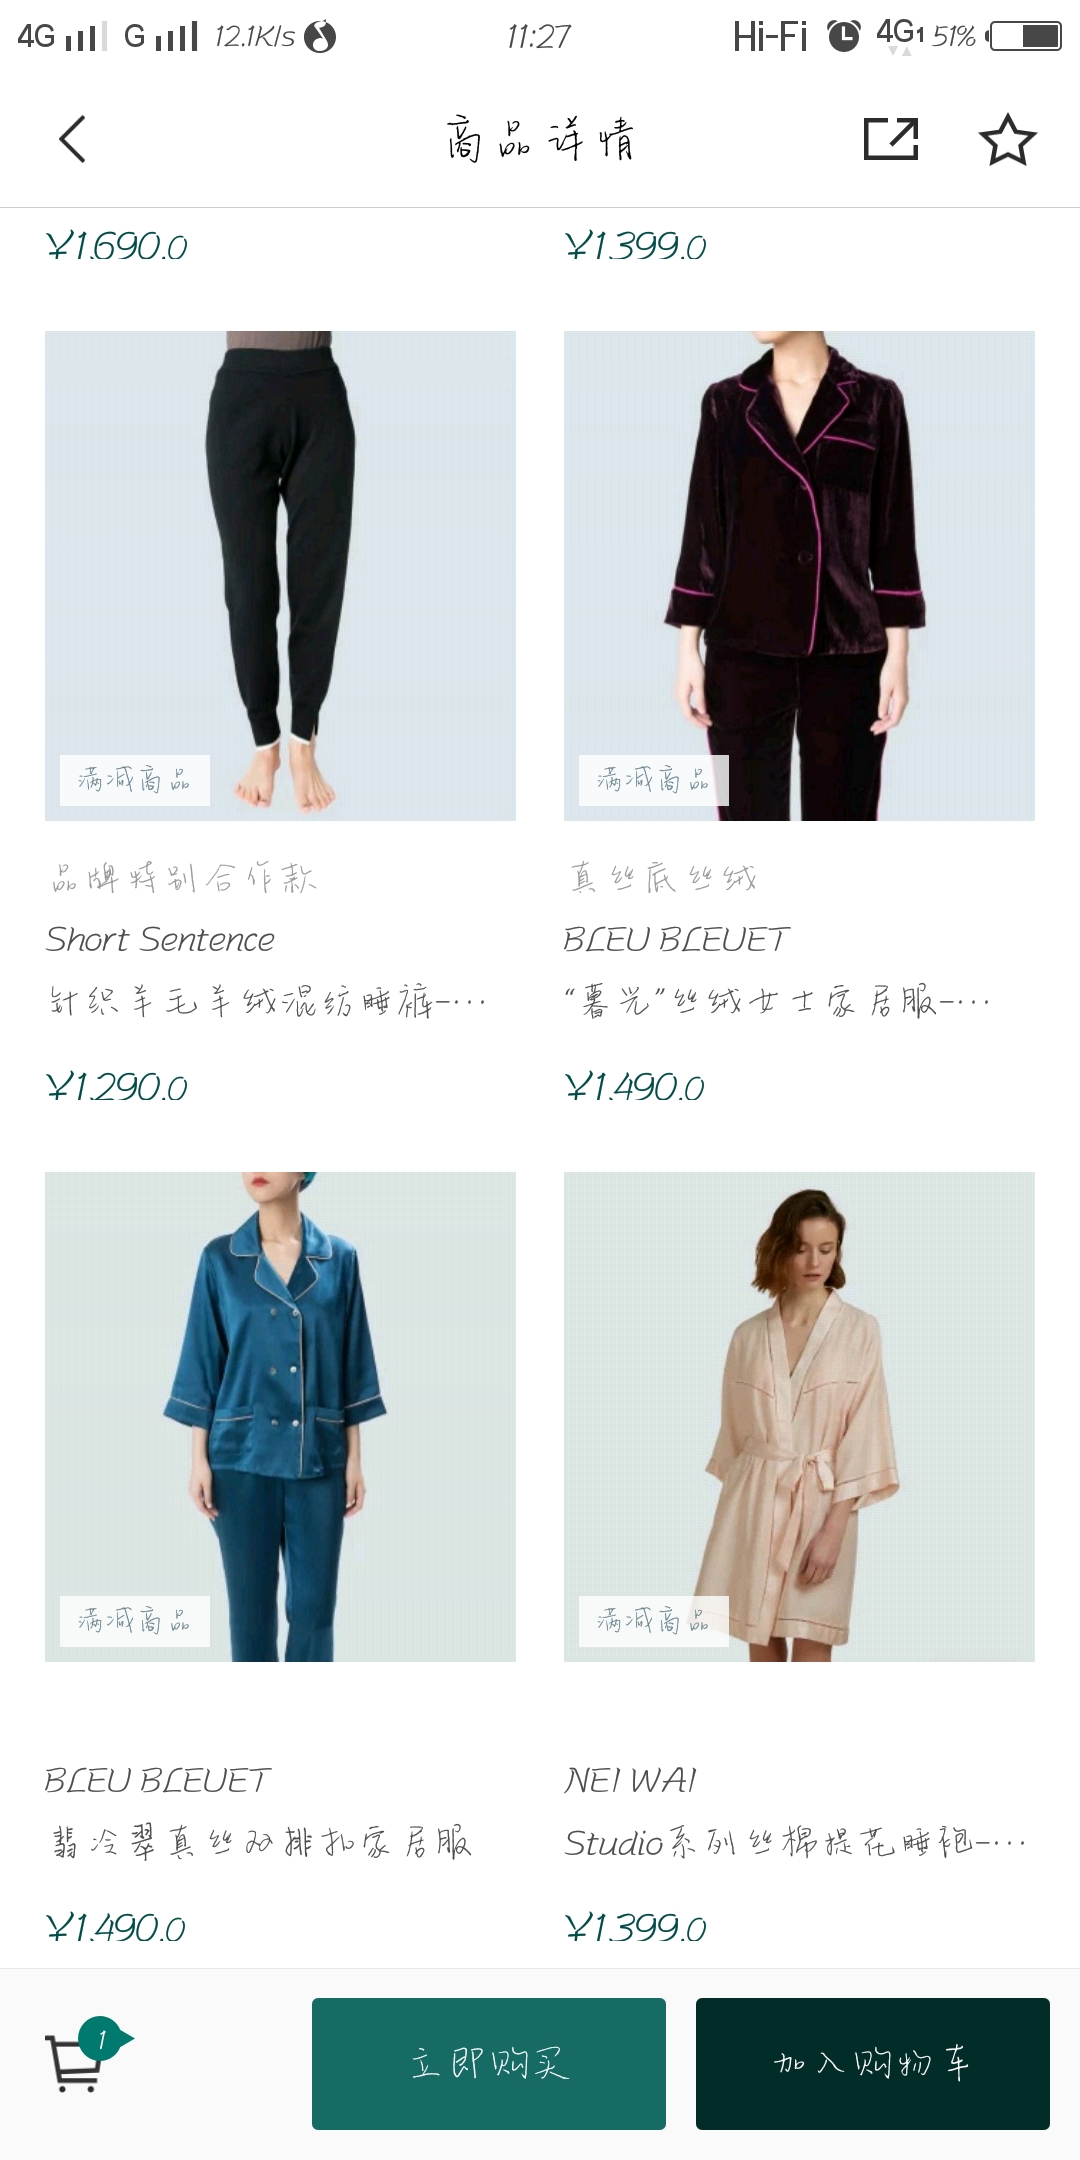 4G G 12.1K/s 11:27 Hi-Fi 4G1 51%
商品详情
¥1,690.0 ¥1,399.0
满减商品 满减商品
品牌特别合作款 真丝底丝绒
Short Sentence BLEU BLEUET
针织羊毛羊绒混纺睡裤-··· “暮光”丝绒女士家居服-···
¥1,290.0 ¥1,490.0
满减商品 满减商品
BLEU BLEUET NEI WAI
翡冷翠真丝双排扣家居服 Studio系列丝棉提花睡袍-···
¥1,490.0 ¥1,399.0
1 立即购买 加入购物车